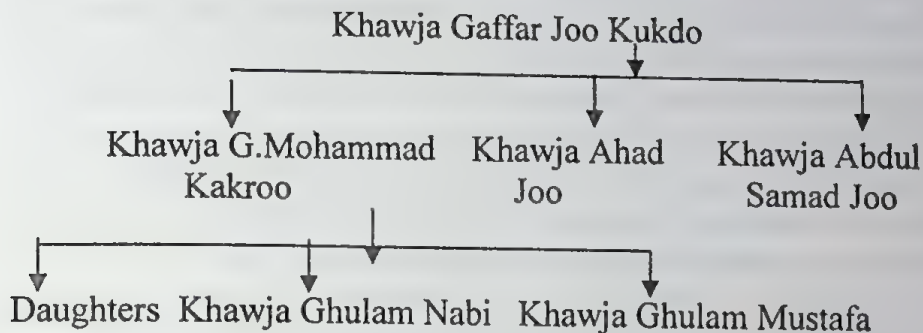 Khawja Gaffar Joo Kukdo
Khawja G.Mohammad Kakroo
Khawja Ahad Joo
Khawja Abdul Samad Joo
Daughters Khawja Ghulam Nabi Khawja Ghulam Mustafa